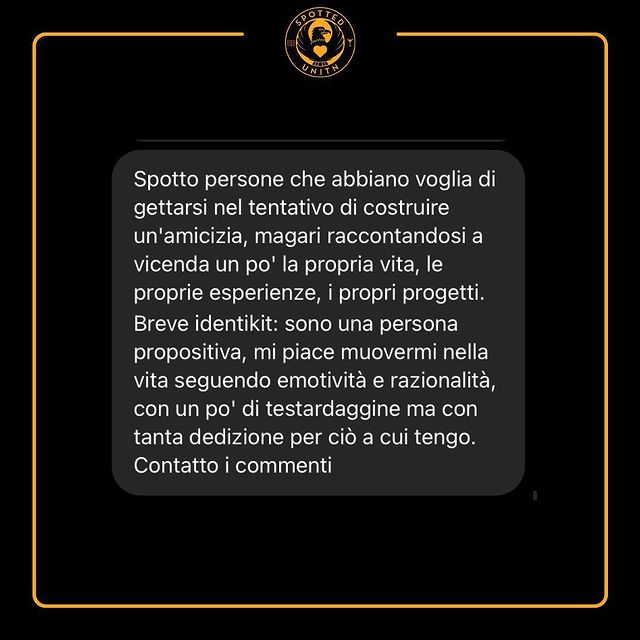 SPOTTED
UNITN
Spotto persone che abbiano voglia di
gettarsi nel tentativo di costruire
un'amicizia, magari raccontandosi a
vicenda un po' la propria vita, le
proprie esperienze, i propri progetti.
Breve identikit: sono una persona
propositiva, mi piace muovermi nella
vita seguendo emotività e razionalità,
con un po' di testardaggine ma con
tanta dedizione per ciò a cui tengo.
Contatto i commenti